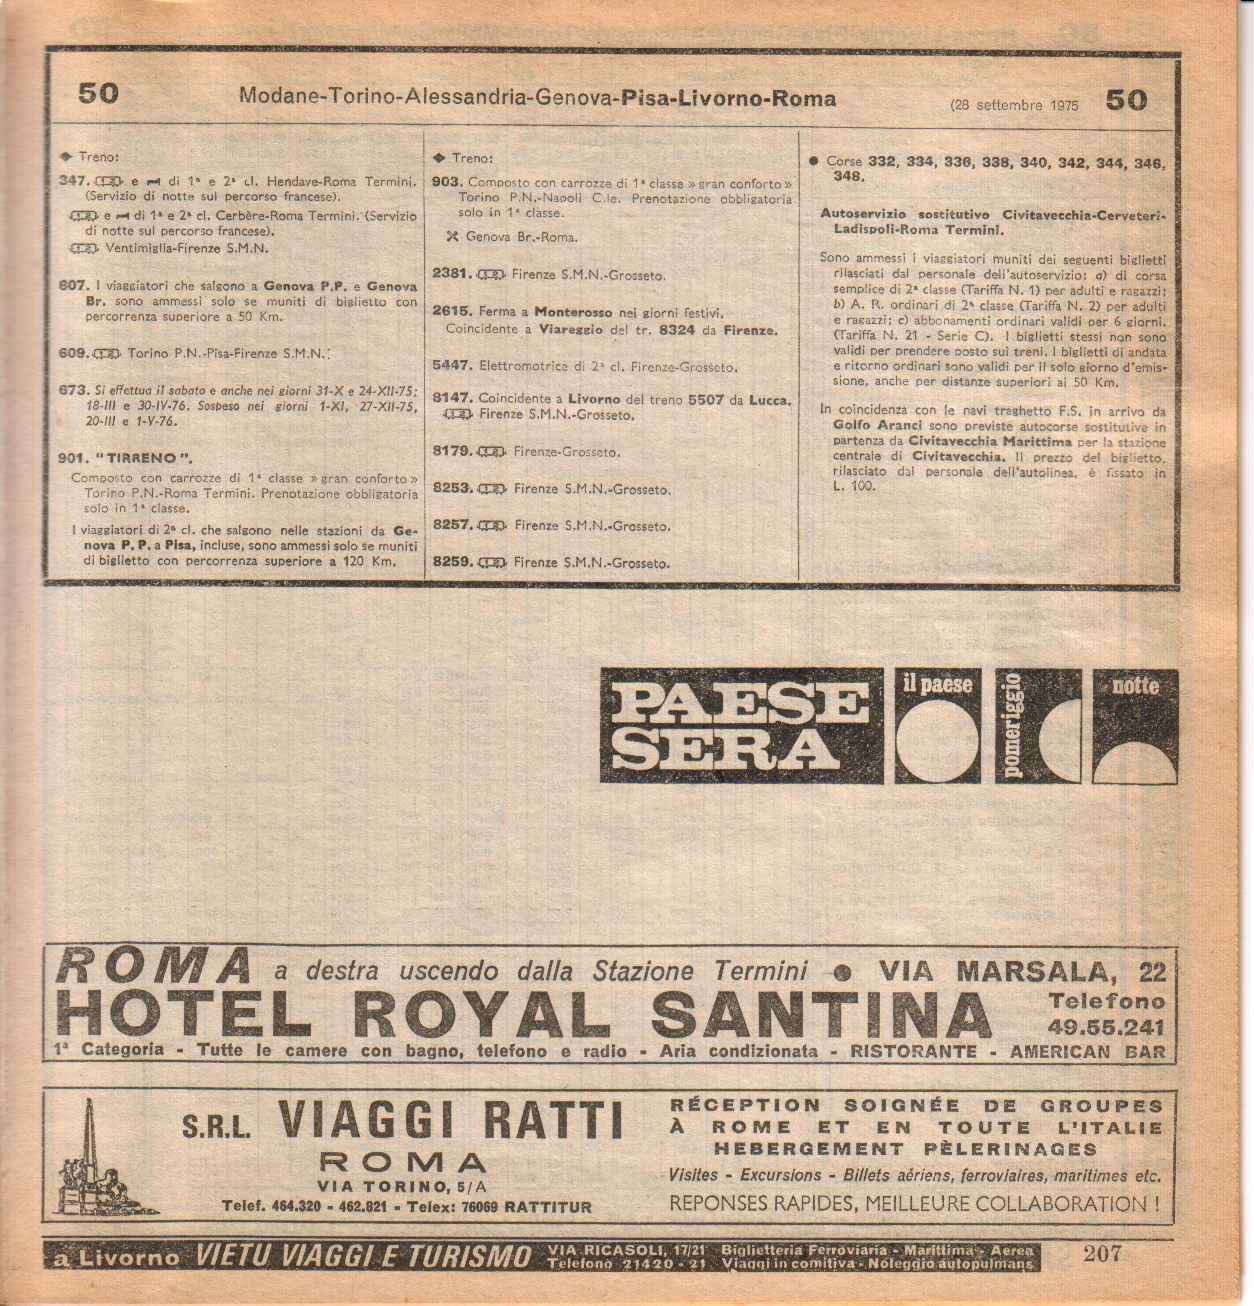 50
Modane-Torino-Alessandria-Genova-Pisa-Livorno-Roma
(28 settembre 1975
50
◆ Treno:
347. e di 1ª e 2ª cl. Hendaye-Roma Termini.
(Servizio di notte sul percorso francese).
e di 1ª e 2ª cl. Cerbère-Roma Termini. (Servizio
di notte sul percorso francese).
Ventimiglia-Firenze S.M.N.
607. I viaggiatori che salgono a Genova P.P. e Genova
Br. sono ammessi solo se muniti di biglietto con
percorrenza superiore a 50 Km.
609. Torino P.N.-Pisa-Firenze S.M.N.
673. Si effettua il sabato e anche nei giorni 31-X e 24-XII-75;
18-III e 30-IV-76. Sospeso nei giorni 1-XI, 27-XII-75,
20-III e 1-V-76.
901. "TIRRENO".
Composto con carrozze di 1ª classe »gran conforto»
Torino P.N.-Roma Termini. Prenotazione obbligatoria
solo in 1ª classe.
I viaggiatori di 2ª cl. che salgono nelle stazioni da Ge-
nova P. P. a Pisa, incluse, sono ammessi solo se muniti
di biglietto con percorrenza superiore a 120 Km.
◆ Treno:
903. Composto con carrozze di 1ª classe »gran conforto»
Torino P.N.-Napoli C.le. Prenotazione obbligatoria
solo in 1ª classe.
Genova Br.-Roma.
2381. Firenze S.M.N.-Grosseto.
2615. Ferma a Monterosso nei giorni festivi.
Coincidente a Viareggio del tr. 8324 da Firenze.
5447. Elettromotrice di 2ª cl. Firenze-Grosseto.
8147. Coincidente a Livorno del treno 5507 da Lucca.
Firenze S.M.N.-Grosseto.
8179. Firenze-Grosseto.
8253. Firenze S.M.N.-Grosseto.
8257. Firenze S.M.N.-Grosseto.
8259. Firenze S.M.N.-Grosseto.
● Corse 332, 334, 336, 338, 340, 342, 344, 346,
348.
Autoservizio sostitutivo Civitavecchia-Cerveteri-
Ladispoli-Roma Termini.
Sono ammessi i viaggiatori muniti dei seguenti biglietti
rilasciati dal personale dell'autoservizio: a) di corsa
semplice di 2ª classe (Tariffa N. 1) per adulti e ragazzi;
b) A. R. ordinari di 2ª classe (Tariffa N. 2) per adulti
e ragazzi; c) abbonamenti ordinari validi per 6 giorni.
(Tariffa N. 21 - Serie C). I biglietti stessi non sono
validi per prendere posto sui treni. I biglietti di andata
e ritorno ordinari sono validi per il solo giorno d'emis-
sione, anche per distanze superiori ai 50 Km.
In coincidenza con le navi traghetto F.S. in arrivo da
Golfo Aranci sono previste autocorse sostitutive in
partenza da Civitavecchia Marittima per la stazione
centrale di Civitavecchia. Il prezzo del biglietto,
rilasciato dal personale dell'autolinea, è fissato in
L. 100.
PAESE
SERA
il paese
pomeriggio
notte
ROMA a destra uscendo dalla Stazione Termini ● VIA MARSALA, 22
HOTEL ROYAL SANTINA
Telefono
49.55.241
1ª Categoria - Tutte le camere con bagno, telefono e radio - Aria condizionata - RISTORANTE - AMERICAN BAR
S.R.L. VIAGGI RATTI
ROMA
VIA TORINO, 5/A
Telef. 464.320 - 462.821 - Telex: 76069 RATTITUR
RÉCEPTION SOIGNÉE DE GROUPES
À ROME ET EN TOUTE L'ITALIE
HEBERGEMENT PÈLERINAGES
Visites - Excursions - Billets aériens, ferroviaires, maritimes etc.
REPONSES RAPIDES, MEILLEURE COLLABORATION !
a Livorno VIETU VIAGGI E TURISMO
VIA RICASOLI, 17/21 Biglietteria Ferroviaria - Marittima - Aerea
Telefono 21420 - 21 Viaggi in comitiva - Noleggio autopulmans
207